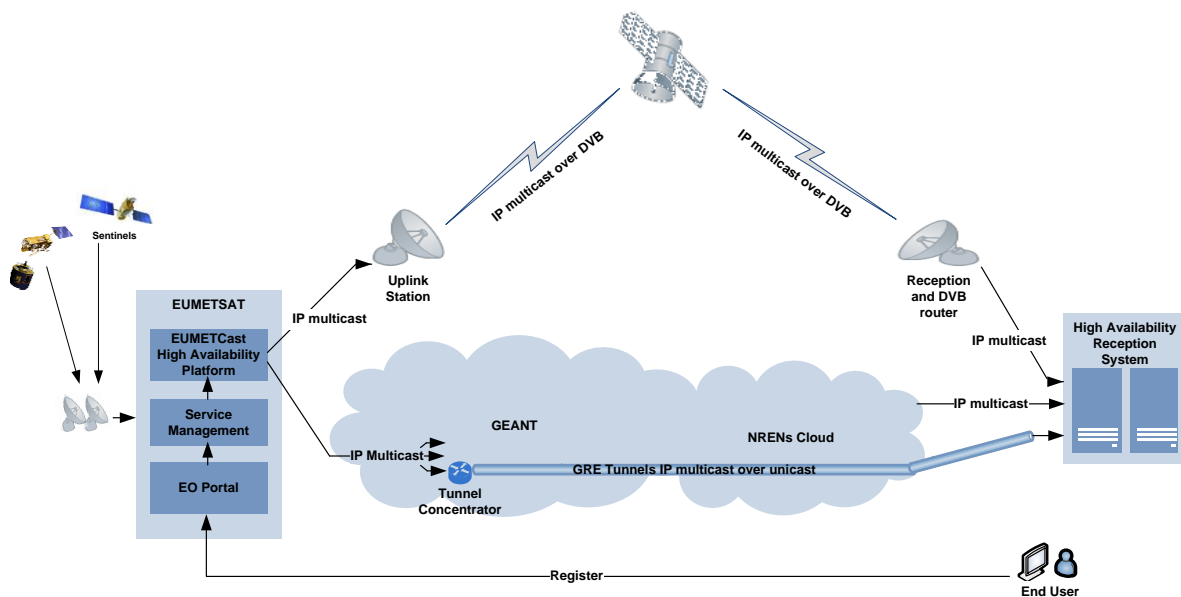 IP multicast over DVB
IP multicast over DVB
Sentinels
Uplink
Station
Reception
and DVB
router
EUMETSAT
IP multicast
EUMETCast
High Availability
Platform
High Availability
Reception
System
IP multicast
Service
Management
IP multicast
GEANT
NRENs Cloud
IP Multicast
GRE Tunnels IP multicast over unicast
EO Portal
Tunnel
Concentrator
Register
End User